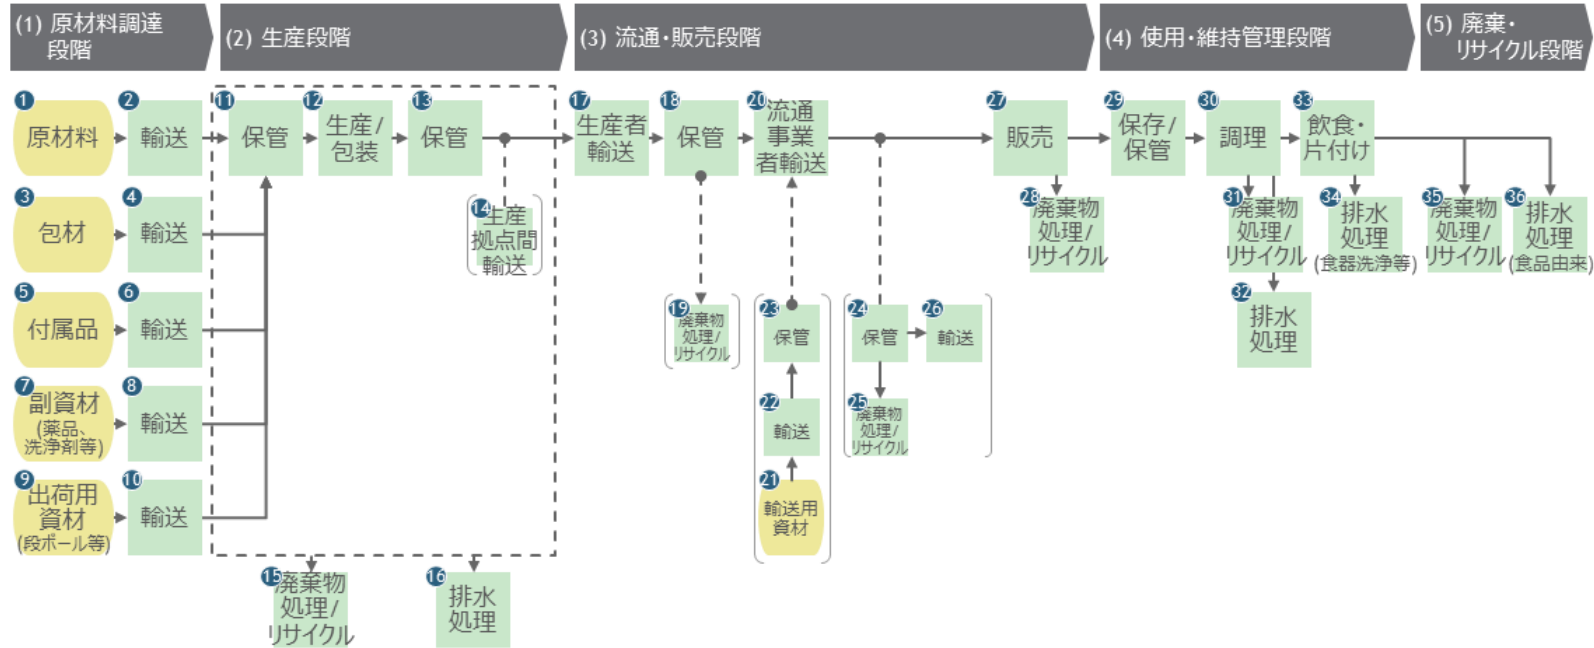 (1) 原材料調達
段階
(2) 生産段階
(3) 流通・販売段階
(4) 使用・維持管理段階
(5) 廃棄・
リサイクル段階
1
原材料
2
輸送
3
包材
4
輸送
5
付属品
6
輸送
7
副資材
(薬品、
洗浄剤等)
8
輸送
9
出荷用
資材
(段ボール等)
10
輸送
11
保管
12
生産/
包装
13
保管
14
生産
拠点間
輸送
15
廃棄物
処理/
リサイクル
16
排水
処理
17
生産者
輸送
18
保管
19
廃棄物
処理/
リサイクル
20
流通
事業
者輸送
21
輸送用
資材
22
輸送
23
保管
24
保管
25
廃棄物
処理/
リサイクル
26
輸送
27
販売
28
廃棄物
処理/
リサイクル
29
保存/
保管
30
調理
31
廃棄物
処理/
リサイクル
32
排水
処理
33
飲食・
片付け
34
排水
処理
(食器洗浄等)
35
廃棄物
処理/
リサイクル
36
排水
処理
(食品由来)